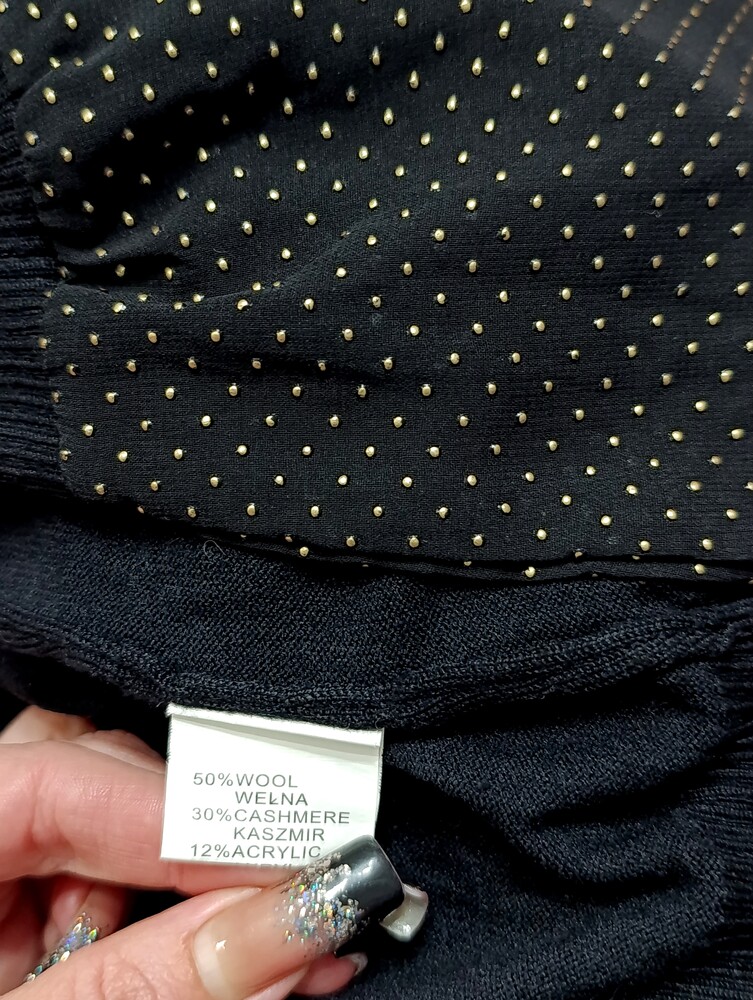 50%WOOL
WEŁNA
30%CASHMERE
KASZMIR
12%ACRYLIC